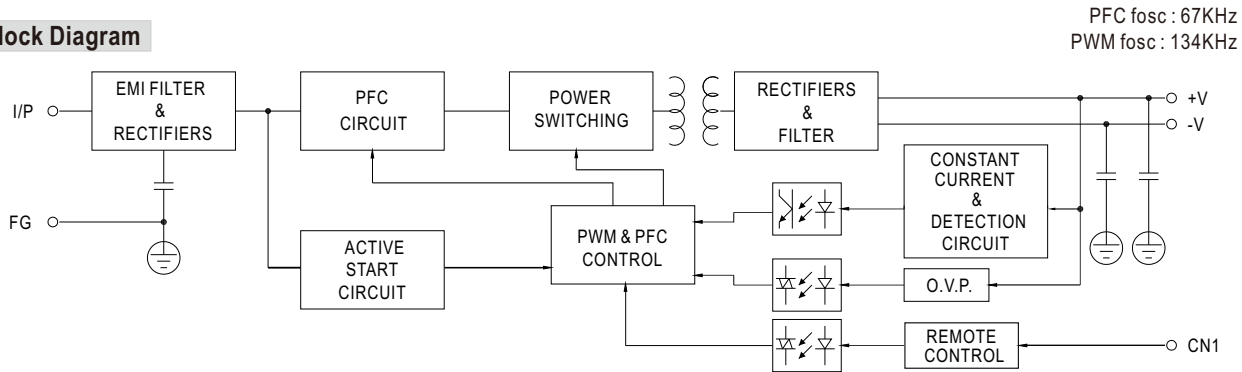 PFC fosc : 67KHz
PWM fosc : 134KHz
lock Diagram
I/P
EMI FILTER
&
RECTIFIERS
PFC
CIRCUIT
POWER
SWITCHING
RECTIFIERS
&
FILTER
+V
-V
FG
ACTIVE
START
CIRCUIT
PWM & PFC
CONTROL
CONSTANT
CURRENT
&
DETECTION
CIRCUIT
O.V.P.
REMOTE
CONTROL
CN1